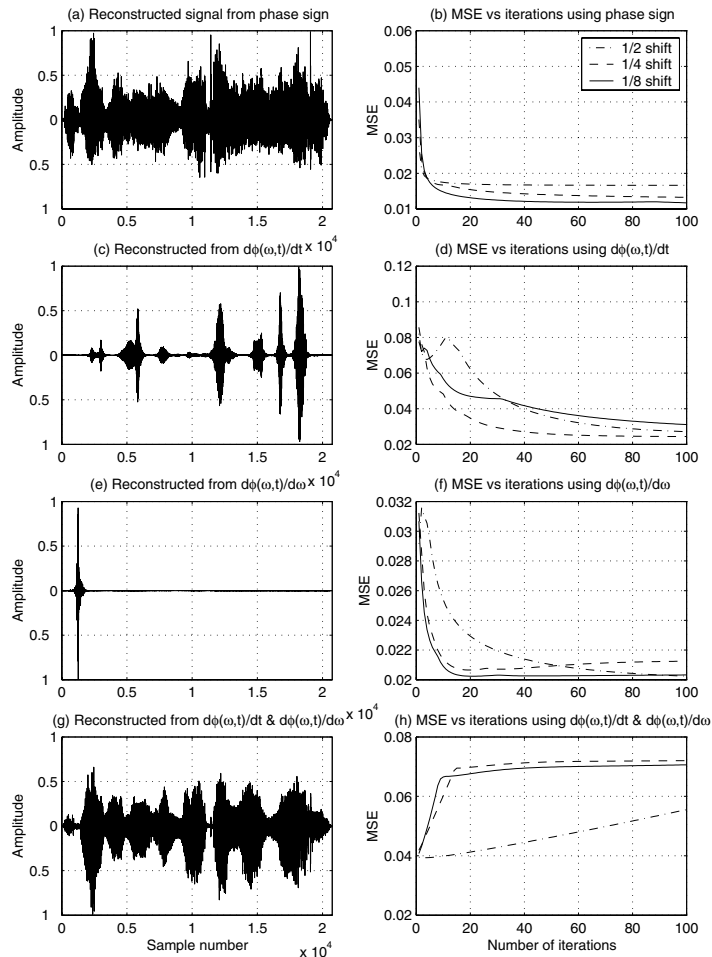 (a) Reconstructed signal from phase sign
1
0.5
0
0.5
1
Amplitude
0 0.5 1 1.5 2
x 10^4
(b) MSE vs iterations using phase sign
0.06
0.05
0.04
0.03
0.02
0.01
MSE
1/2 shift
1/4 shift
1/8 shift
0 20 40 60 80 100
(c) Reconstructed from dϕ(ω,t)/dt
1
0.5
0
0.5
1
Amplitude
0 0.5 1 1.5 2
x 10^4
(d) MSE vs iterations using dϕ(ω,t)/dt
0.12
0.1
0.08
0.06
0.04
0.02
MSE
0 20 40 60 80 100
(e) Reconstructed from dϕ(ω,t)/dω
1
0.5
0
0.5
1
Amplitude
0 0.5 1 1.5 2
x 10^4
(f) MSE vs iterations using dϕ(ω,t)/dω
0.032
0.03
0.028
0.026
0.024
0.022
0.02
MSE
0 20 40 60 80 100
(g) Reconstructed from dϕ(ω,t)/dt & dϕ(ω,t)/dω
1
0.5
0
0.5
1
Amplitude
0 0.5 1 1.5 2
Sample number
x 10^4
(h) MSE vs iterations using dϕ(ω,t)/dt & dϕ(ω,t)/dω
0.08
0.06
0.04
0.02
MSE
0 20 40 60 80 100
Number of iterations